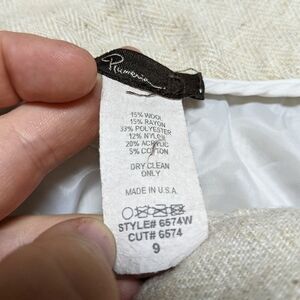 Plumeria
15% WOOL
15% RAYON
33% POLYESTER
12% NYLON
20% ACRYLIC
5% COTTON
DRY CLEAN
ONLY
MADE IN U.S.A.
STYLE# 6574W
CUT# 6574
9